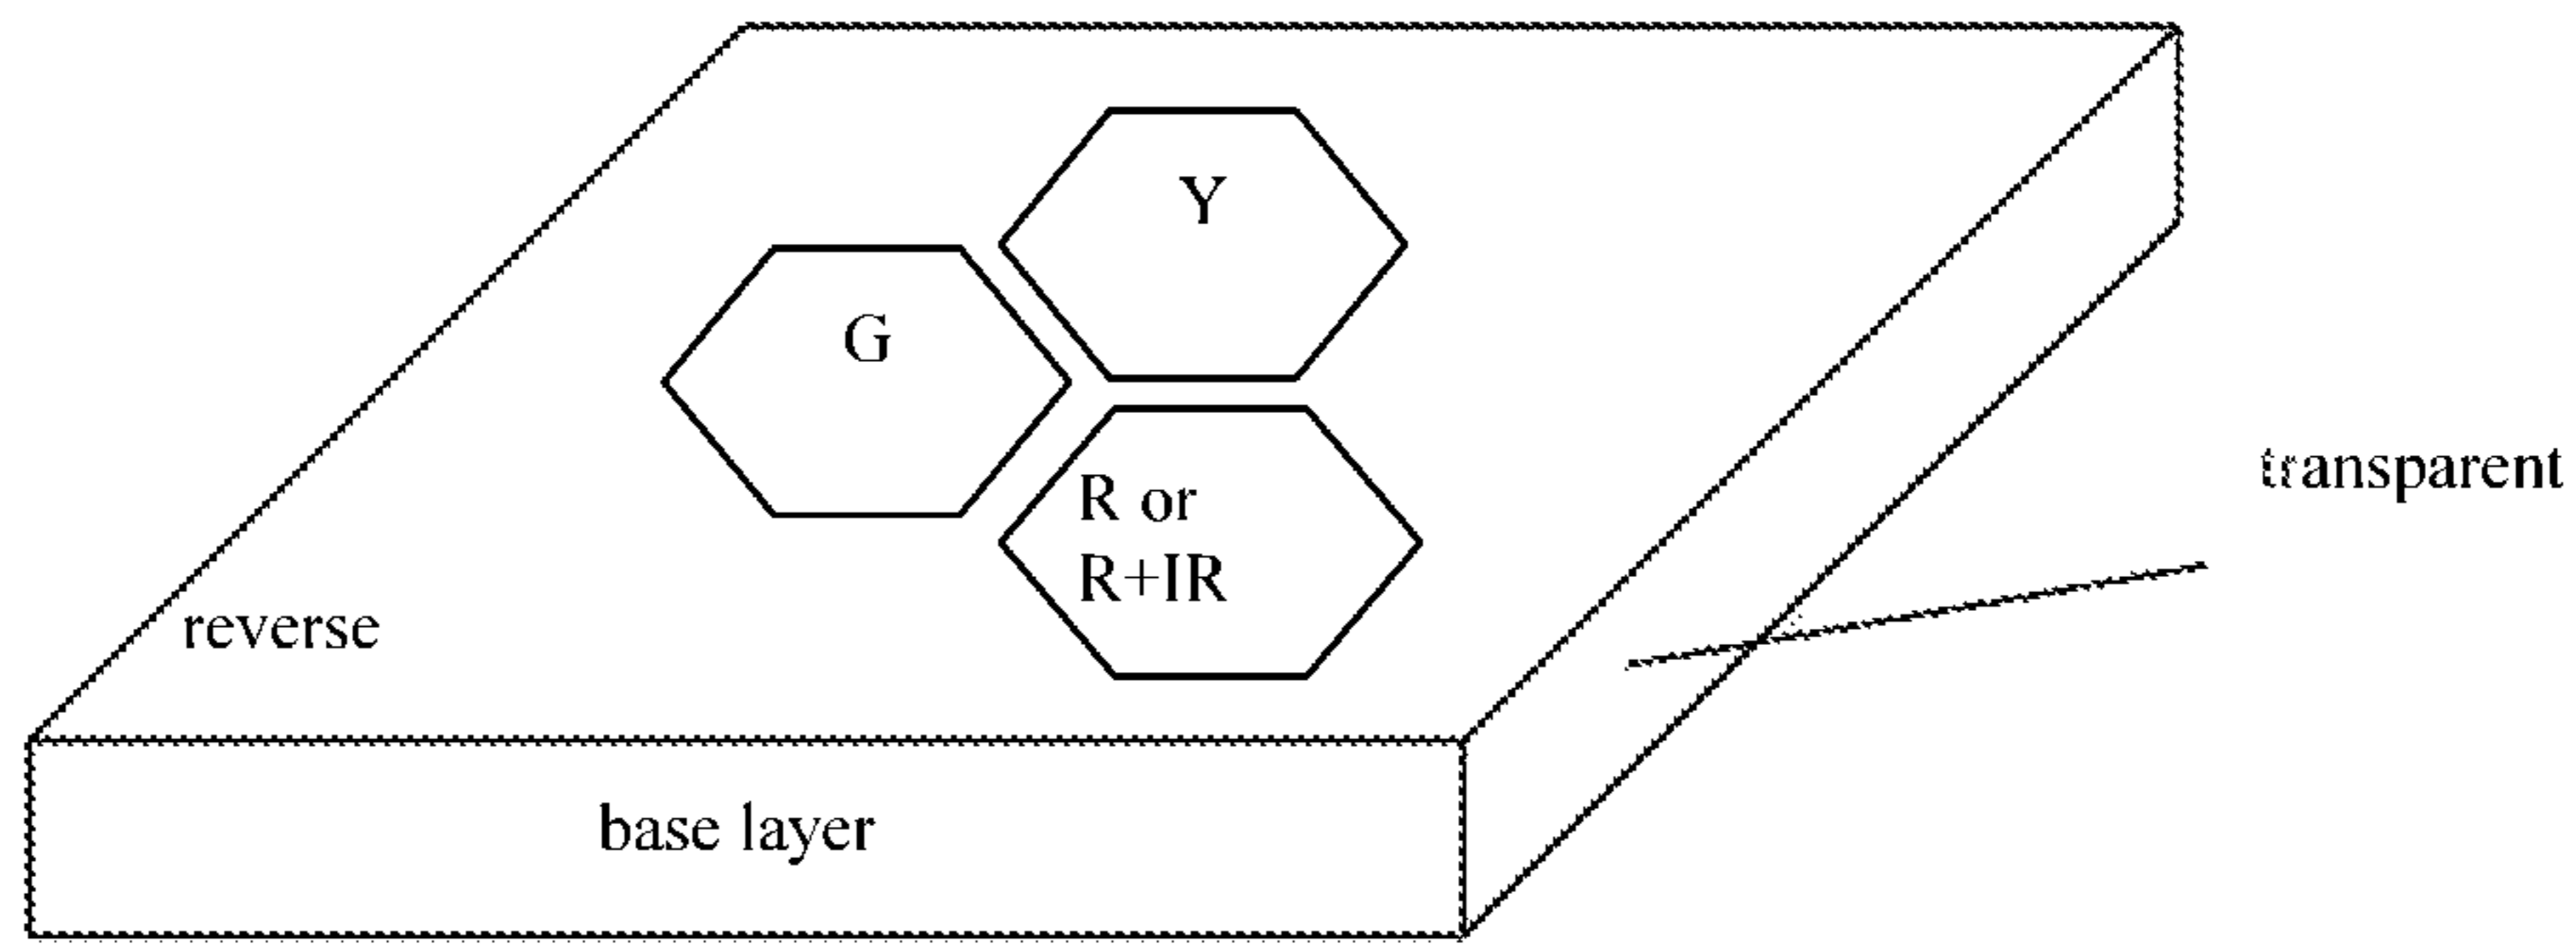 Y
G
R or
R+IR
transparent
reverse
base layer